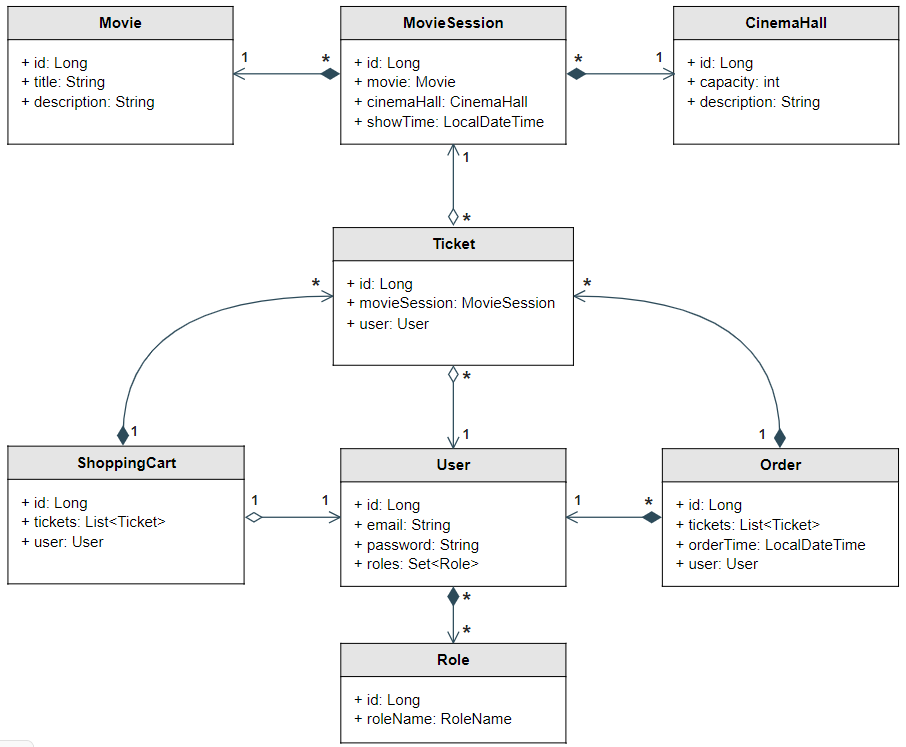 Movie
+ id: Long
+ title: String
+ description: String
1
*
MovieSession
+ id: Long
+ movie: Movie
+ cinemaHall: CinemaHall
+ showTime: LocalDateTime
*
1
CinemaHall
+ id: Long
+ capacity: int
+ description: String
1
*
Ticket
+ id: Long
+ movieSession: MovieSession
+ user: User
*
*
*
1
1
1
ShoppingCart
+ id: Long
+ tickets: List<Ticket>
+ user: User
1
1
User
+ id: Long
+ email: String
+ password: String
+ roles: Set<Role>
1
*
Order
+ id: Long
+ tickets: List<Ticket>
+ orderTime: LocalDateTime
+ user: User
*
*
Role
+ id: Long
+ roleName: RoleName